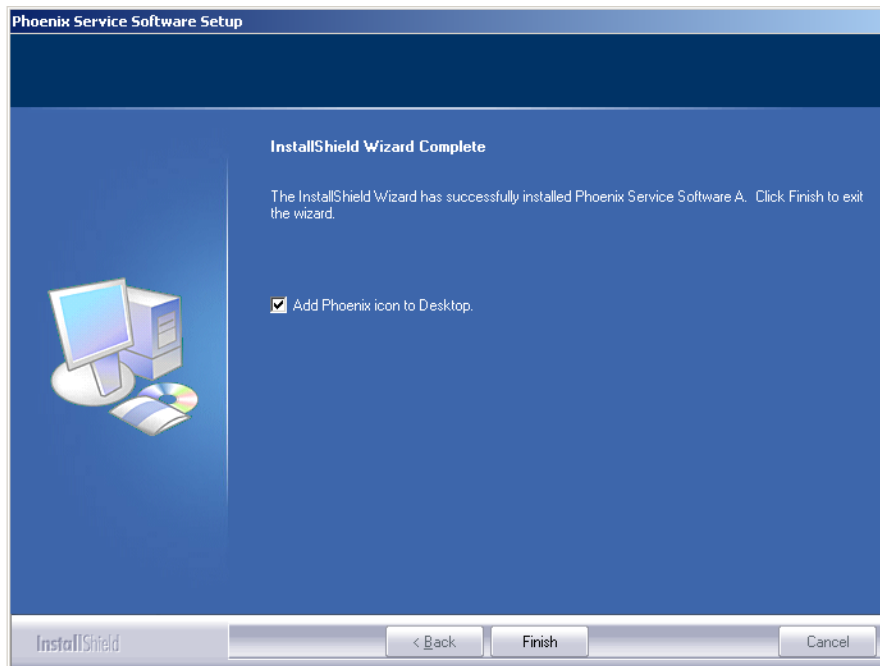 Phoenix Service Software Setup
InstallShield Wizard Complete
The InstallShield Wizard has successfully installed Phoenix Service Software A. Click Finish to exit
the wizard.
Add Phoenix icon to Desktop.
InstallShield
< Back
Finish
Cancel